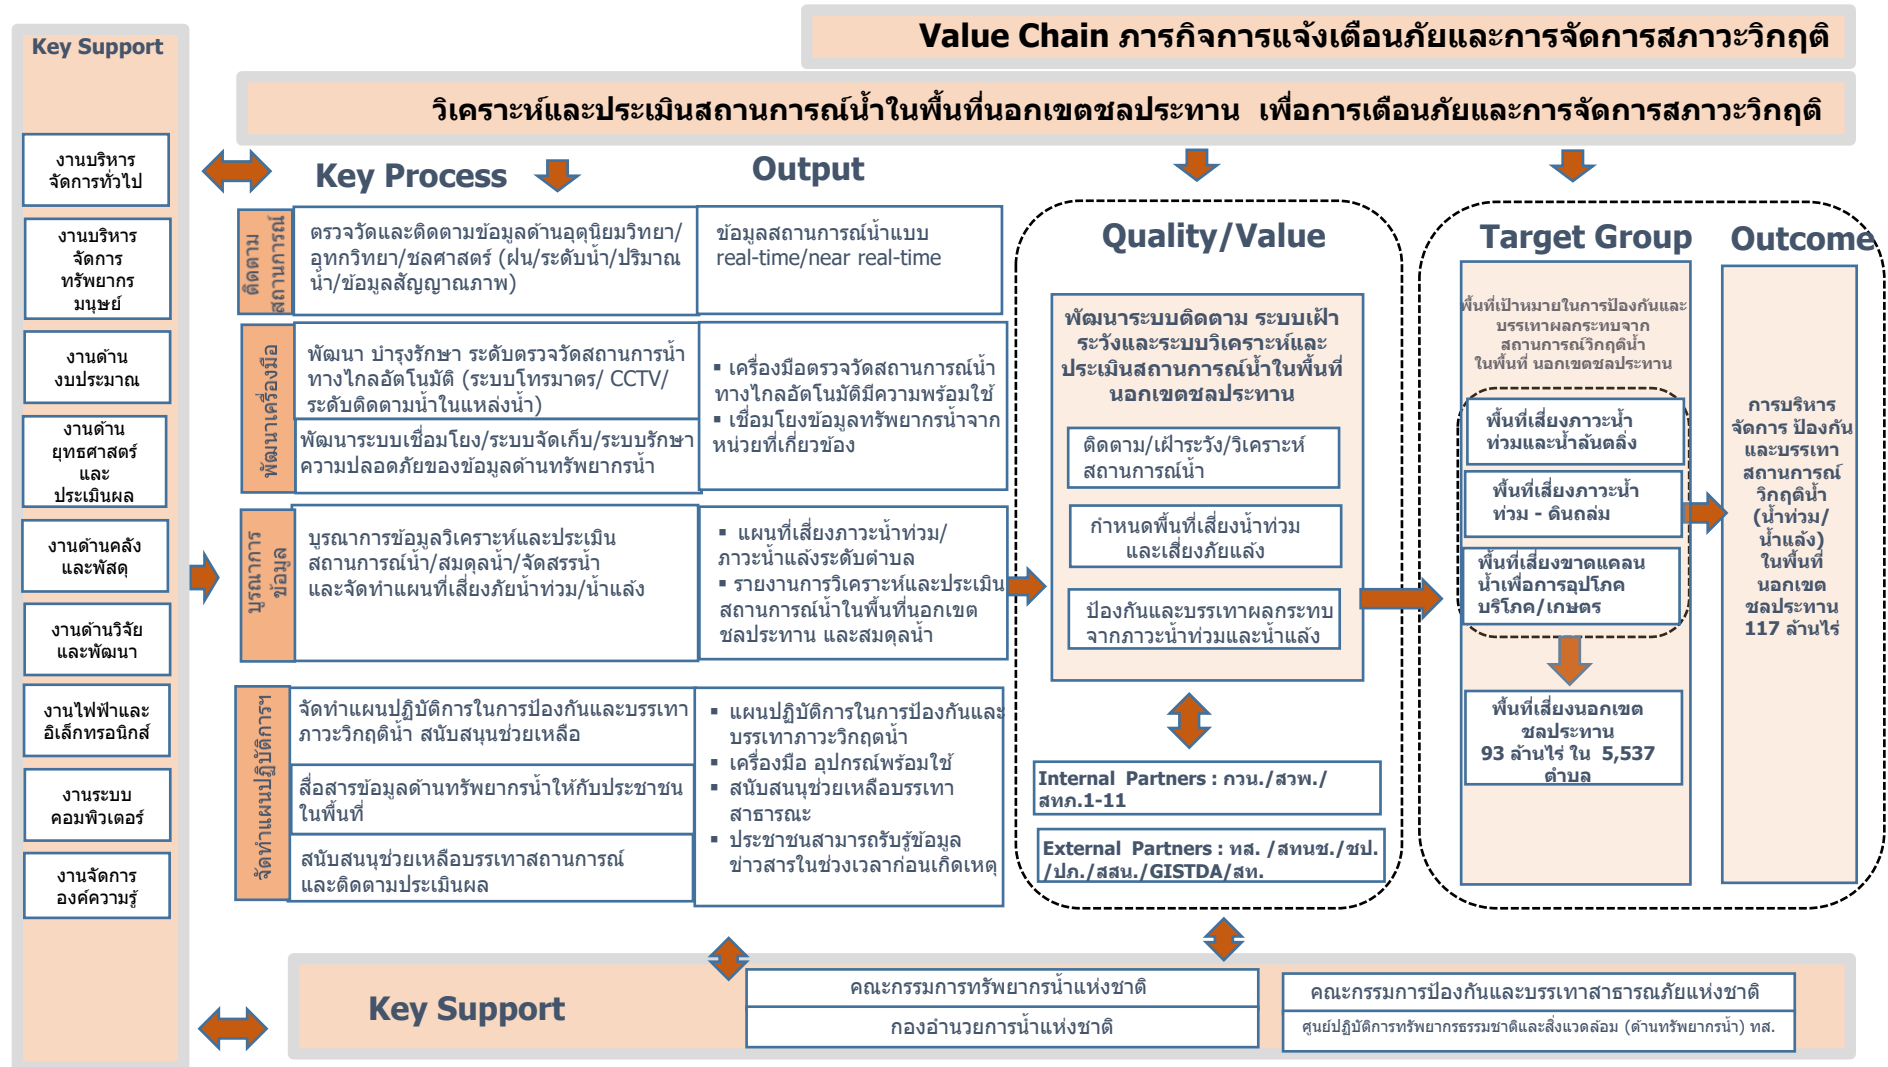 Value Chain ภารกิจการแจ้งเตือนภัยและการจัดการสภาวะวิกฤติ
วิเคราะห์และประเมินสถานการณ์น้ำในพื้นที่นอกเขตชลประทาน เพื่อการเตือนภัยและการจัดการสภาวะวิกฤติ
Key Support
งานบริหาร
จัดการทั่วไป
งานบริหาร
จัดการ
ทรัพยากร
มนุษย์
งานด้าน
งบประมาณ
งานด้าน
ยุทธศาสตร์
และ
ประเมินผล
งานด้านคลัง
และพัสดุ
งานด้านวิจัย
และพัฒนา
งานไฟฟ้าและ
อิเล็กทรอนิกส์
งานระบบ
คอมพิวเตอร์
งานจัดการ
องค์ความรู้
Key Process
Output
ติดตาม
สถานการณ์
ตรวจวัดและติดตามข้อมูลด้านอุตุนิยมวิทยา/
อุทกวิทยา/ชลศาสตร์ (ฝน/ระดับน้ำ/ปริมาณ
น้ำ/ข้อมูลสัญญาณภาพ)
ข้อมูลสถานการณ์น้ำแบบ
real-time/near real-time
พัฒนาเครื่องมือ
พัฒนา บำรุงรักษา ระดับตรวจวัดสถานการน้ำ
ทางไกลอัตโนมัติ (ระบบโทรมาตร/ CCTV/
ระดับติดตามน้ำในแหล่งน้ำ)
พัฒนาระบบเชื่อมโยง/ระบบจัดเก็บ/ระบบรักษา
ความปลอดภัยของข้อมูลด้านทรัพยากรน้ำ
▪ เครื่องมือตรวจวัดสถานการณ์น้ำ
ทางไกลอัตโนมัติมีความพร้อมใช้
▪ เชื่อมโยงข้อมูลทรัพยากรน้ำจาก
หน่วยที่เกี่ยวข้อง
บูรณาการ
ข้อมูล
บูรณาการข้อมูลวิเคราะห์และประเมิน
สถานการณ์น้ำ/สมดุลน้ำ/จัดสรรน้ำ
และจัดทำแผนที่เสี่ยงภัยน้ำท่วม/น้ำแล้ง
▪ แผนที่เสี่ยงภาวะน้ำท่วม/
ภาวะน้ำแล้งระดับตำบล
▪ รายงานการวิเคราะห์และประเมิน
สถานการณ์น้ำในพื้นที่นอกเขต
ชลประทาน และสมดุลน้ำ
จัดทำแผนปฏิบัติการฯ
จัดทำแผนปฏิบัติการในการป้องกันและบรรเทา
ภาวะวิกฤติน้ำ สนับสนุนช่วยเหลือ
สื่อสารข้อมูลด้านทรัพยากรน้ำให้กับประชาชน
ในพื้นที่
สนับสนุนช่วยเหลือบรรเทาสถานการณ์
และติดตามประเมินผล
▪ แผนปฏิบัติการในการป้องกันและ
บรรเทาภาวะวิกฤตน้ำ
▪ เครื่องมือ อุปกรณ์พร้อมใช้
▪ สนับสนุนช่วยเหลือบรรเทา
สาธารณะ
▪ ประชาชนสามารถรับรู้ข้อมูล
ข่าวสารในช่วงเวลาก่อนเกิดเหตุ
Quality/Value
พัฒนาระบบติดตาม ระบบเฝ้า
ระวังและระบบวิเคราะห์และ
ประเมินสถานการณ์น้ำในพื้นที่
นอกเขตชลประทาน
ติดตาม/เฝ้าระวัง/วิเคราะห์
สถานการณ์น้ำ
กำหนดพื้นที่เสี่ยงน้ำท่วม
และเสี่ยงภัยแล้ง
ป้องกันและบรรเทาผลกระทบ
จากภาวะน้ำท่วมและน้ำแล้ง
Internal Partners : กวน./สวพ./
สทภ.1-11
External Partners : ทส. /สทนช./ชป.
/ปภ./สสน./GISTDA/สท.
Target Group
พื้นที่เป้าหมายในการป้องกันและ
บรรเทาผลกระทบจาก
สถานการณ์วิกฤติน้ำ
ในพื้นที่ นอกเขตชลประทาน
พื้นที่เสี่ยงภาวะน้ำ
ท่วมและน้ำล้นตลิ่ง
พื้นที่เสี่ยงภาวะน้ำ
ท่วม - ดินถล่ม
พื้นที่เสี่ยงขาดแคลน
น้ำเพื่อการอุปโภค
บริโภค/เกษตร
พื้นที่เสี่ยงนอกเขต
ชลประทาน
93 ล้านไร่ ใน 5,537
ตำบล
Outcome
การบริหาร
จัดการ ป้องกัน
และบรรเทา
สถานการณ์
วิกฤติน้ำ
(น้ำท่วม/
น้ำแล้ง)
ในพื้นที่
นอกเขต
ชลประทาน
117 ล้านไร่
Key Support
คณะกรรมการทรัพยากรน้ำแห่งชาติ
กองอำนวยการน้ำแห่งชาติ
คณะกรรมการป้องกันและบรรเทาสาธารณภัยแห่งชาติ
ศูนย์ปฏิบัติการทรัพยากรธรรมชาติและสิ่งแวดล้อม (ด้านทรัพยากรน้ำ) ทส.